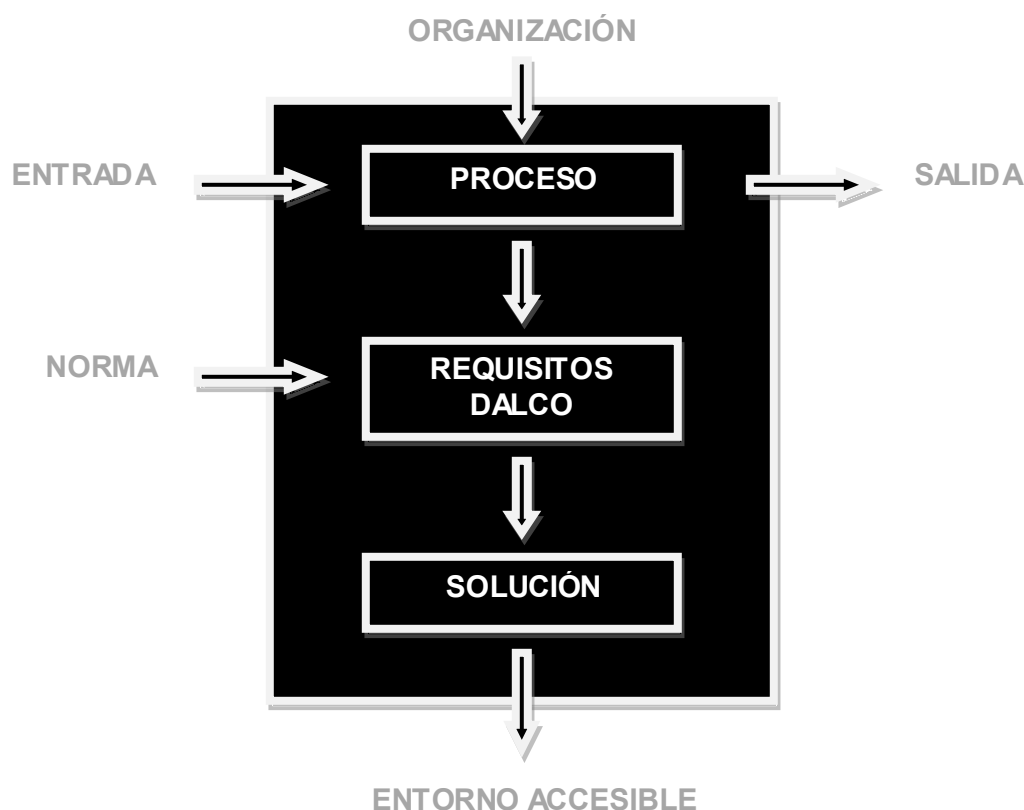 ORGANIZACIÓN
ENTRADA
PROCESO
SALIDA
NORMA
REQUISITOS
DALCO
SOLUCIÓN
ENTORNO ACCESIBLE